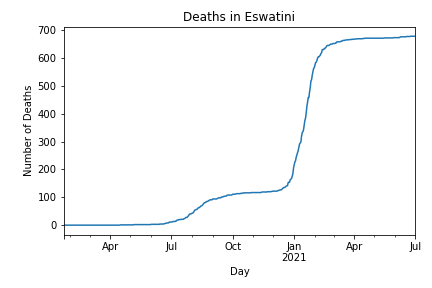 Deaths in Eswatini
700
600
500
400
300
200
100
0
Number of Deaths
Apr
Jul
Oct
Jan
2021
Apr
Jul
Day